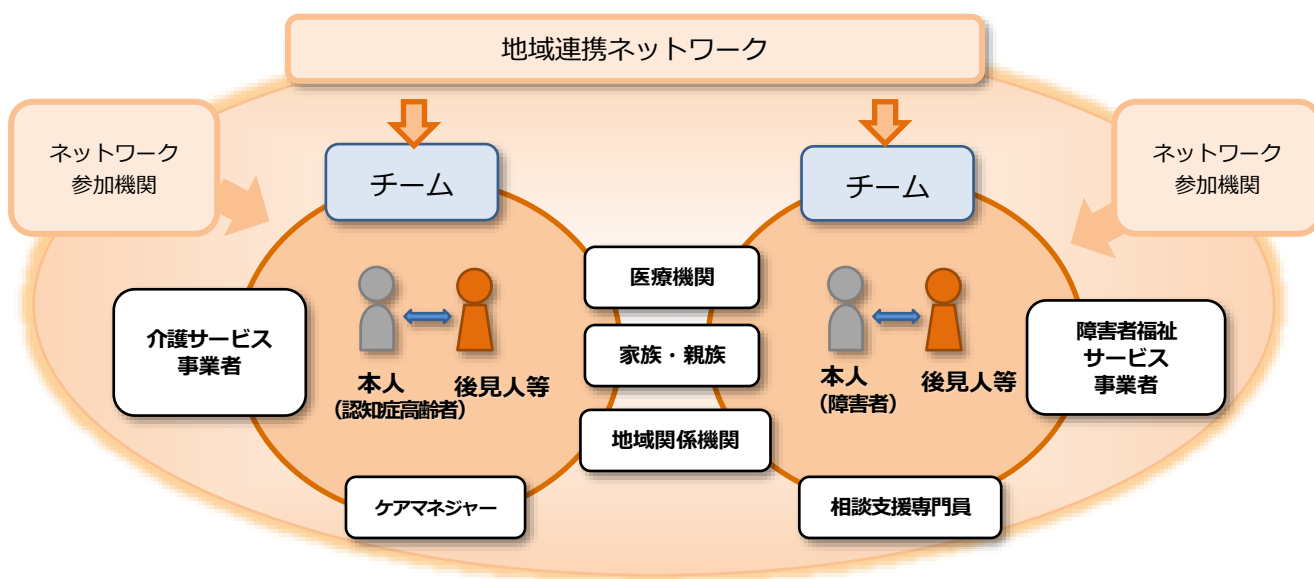 地域連携ネットワーク
ネットワーク
参加機関
ネットワーク
参加機関
チーム
チーム
医療機関
家族・親族
地域関係機関
介護サービス
事業者
本人
（認知症高齢者）
後見人等
ケアマネジャー
本人
（障害者）
後見人等
障害者福祉
サービス
事業者
相談支援専門員